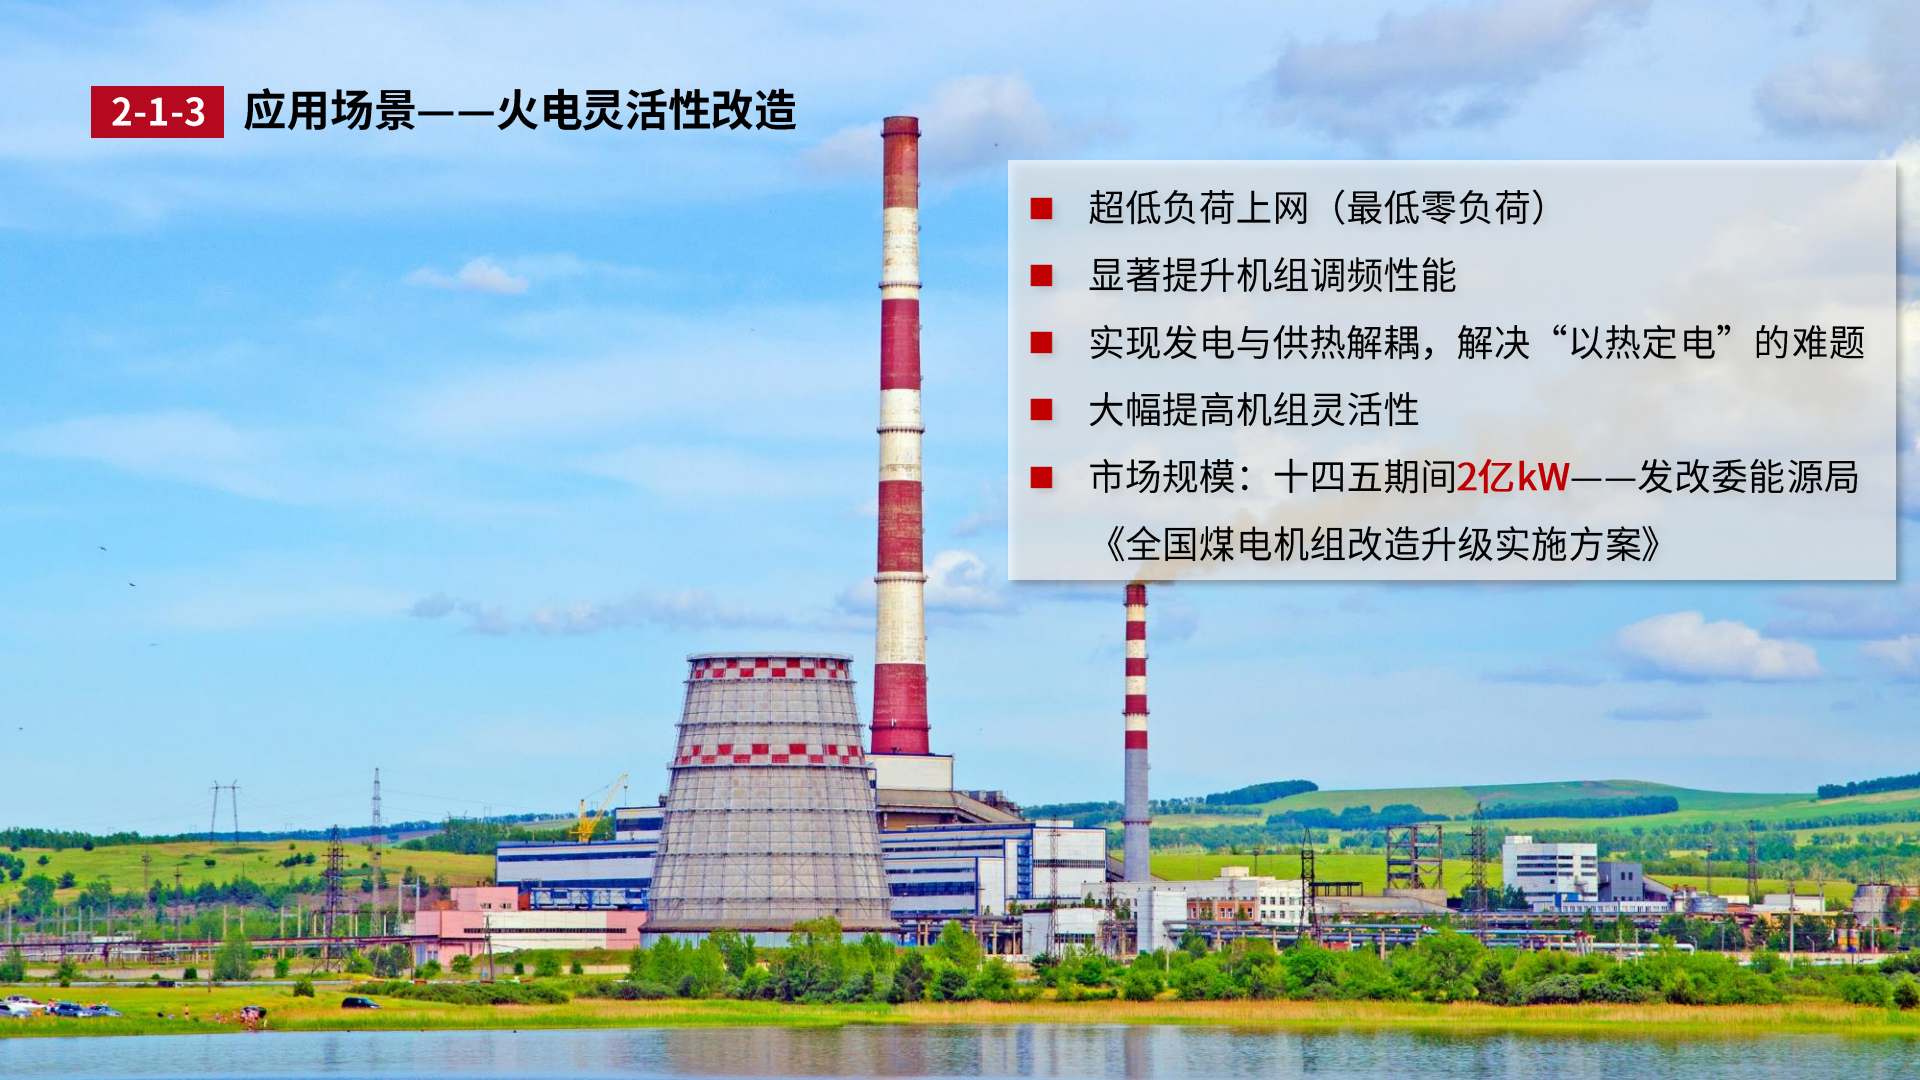 2-1-3 应用场景——火电灵活性改造
■ 超低负荷上网（最低零负荷）
■ 显著提升机组调频性能
■ 实现发电与供热解耦，解决“以热定电”的难题
■ 大幅提高机组灵活性
■ 市场规模：十四五期间2亿kW——发改委能源局
《全国煤电机组改造升级实施方案》